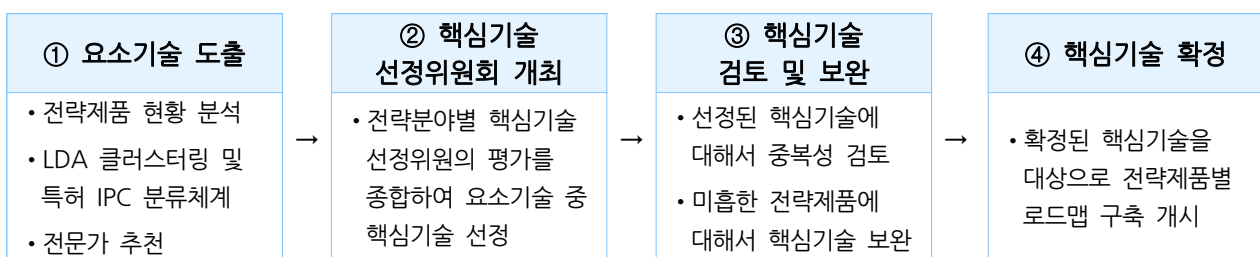 ① 요소기술 도출
• 전략제품 현황 분석
• LDA 클러스터링 및
특허 IPC 분류체계
• 전문가 추천
→
② 핵심기술
선정위원회 개최
• 전략분야별 핵심기술
선정위원의 평가를
종합하여 요소기술 중
핵심기술 선정
→
③ 핵심기술
검토 및 보완
• 선정된 핵심기술에
대해서 중복성 검토
• 미흡한 전략제품에
대해서 핵심기술 보완
→
④ 핵심기술 확정
• 확정된 핵심기술을
대상으로 전략제품별
로드맵 구축 개시